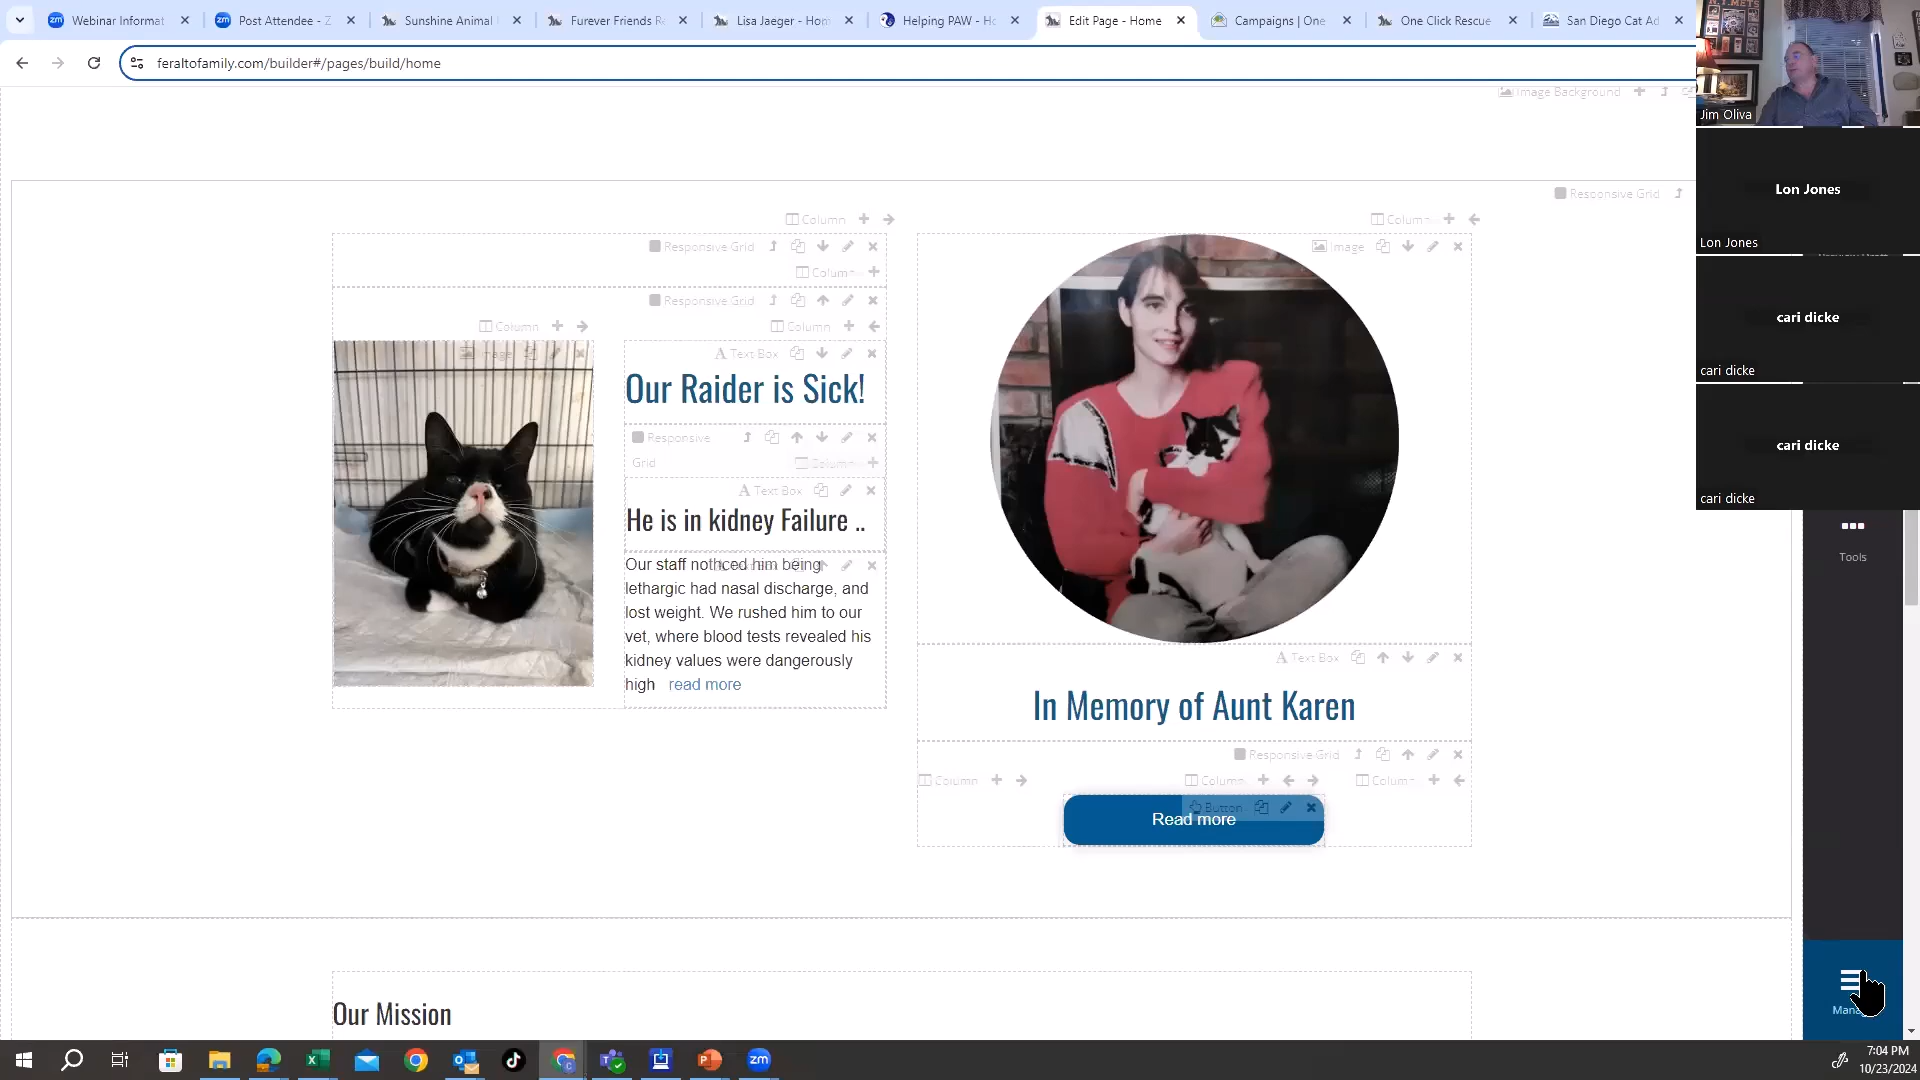 Webinar Informat
Post Attendee - Z
Sunshine Animal
Furever Friends R
Lisa Jaeger - Hom
Helping PAW - Ho
Edit Page - Home
Campaigns | One
One Click Rescue
San Diego Cat Ad
feraltofamily.com/builder#/pages/build/home
Image Background
Responsive Grid
Column
Column
Responsive Grid
Image
Column
Responsive Grid
Column
Column
Image
Text Box
Our Raider is Sick!
Responsive
Grid
Column
Text Box
He is in kidney Failure ..
Our staff nothced him being
lethargic had nasal discharge, and
lost weight. We rushed him to our
vet, where blood tests revealed his
kidney values were dangerously
high read more
Text Box
In Memory of Aunt Karen
Responsive Grid
Column
Column
Column
Button
Read more
Our Mission
Jim Oliva
Lon Jones
Lon Jones
cari dicke
cari dicke
cari dicke
cari dicke
Tools
7:04 PM
10/23/2024